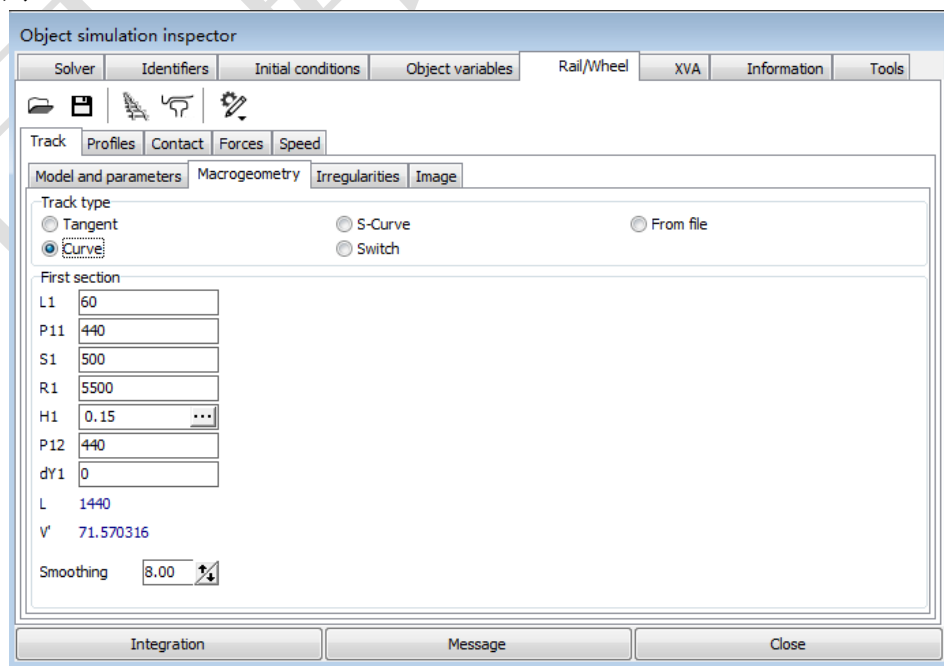 Object simulation inspector
Solver Identifiers Initial conditions Object variables Rail/Wheel XVA Information Tools
Track Profiles Contact Forces Speed
Model and parameters Macrogeometry Irregularities Image
Track type
Tangent S-Curve From file
Curve Switch
First section
L1 60
P11 440
S1 500
R1 5500
H1 0.15 ...
P12 440
dY1 0
L 1440
V' 71.570316
Smoothing 8.00
Integration Message Close